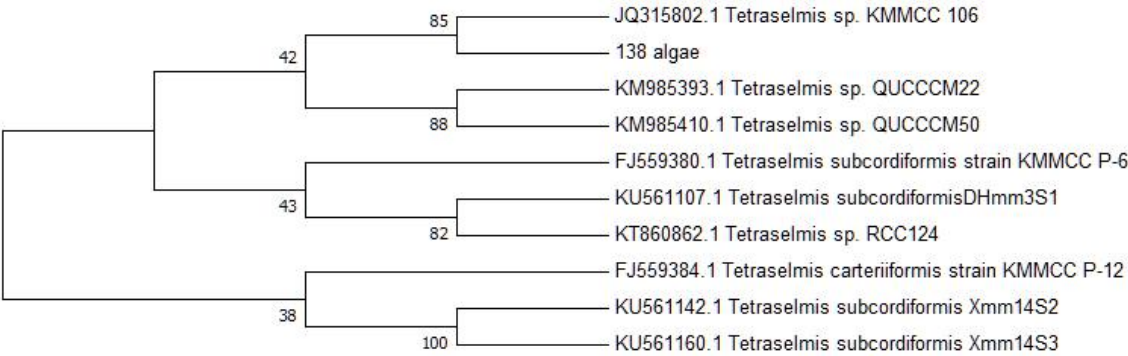 85
JQ315802.1 Tetraselmis sp. KMMCC 106
42
138 algae
KM985393.1 Tetraselmis sp. QUCCCM22
88
KM985410.1 Tetraselmis sp. QUCCCM50
FJ559380.1 Tetraselmis subcordiformis strain KMMCC P-6
43
KU561107.1 Tetraselmis subcordiformisDHmm3S1
82
KT860862.1 Tetraselmis sp. RCC124
FJ559384.1 Tetraselmis carteriiformis strain KMMCC P-12
38
KU561142.1 Tetraselmis subcordiformis Xmm14S2
100
KU561160.1 Tetraselmis subcordiformis Xmm14S3